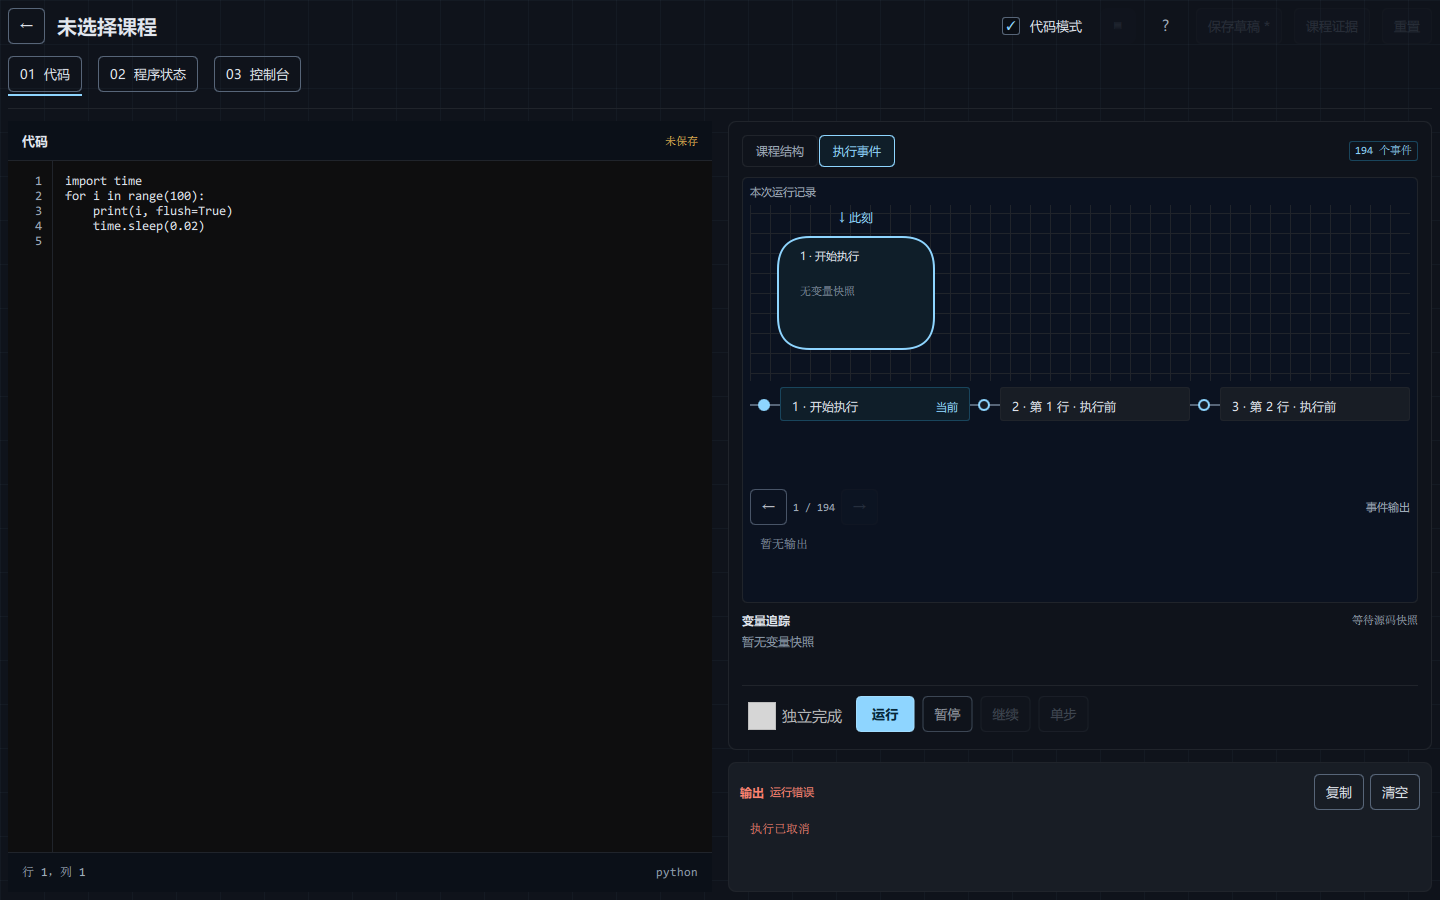 ← 未选择课程
✓ 代码模式 ? 保存草稿 * 课程证据 重置
01 代码 02 程序状态 03 控制台
代码 未保存
1 import time
2 for i in range(100):
3     print(i, flush=True)
4     time.sleep(0.02)
5
行 1，列 1 python
课程结构 执行事件 194 个事件
本次运行记录
↓ 此刻
1 · 开始执行
无变量快照
1 · 开始执行 当前 2 · 第 1 行 · 执行前 3 · 第 2 行 · 执行前
← 1 / 194 → 事件输出
暂无输出
变量追踪 等待源码快照
暂无变量快照
独立完成 运行 暂停 继续 单步
输出 运行错误 复制 清空
执行已取消